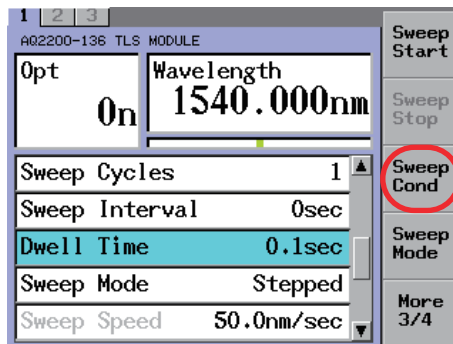 1 2 3
AQ2200-136 TLS MODULE
Opt
On
Wavelength
1540.000nm
Sweep Cycles 1
Sweep Interval 0sec
Dwell Time 0.1sec
Sweep Mode Stepped
Sweep Speed 50.0nm/sec
Sweep
Start
Sweep
Stop
Sweep
Cond
Sweep
Mode
More
3/4